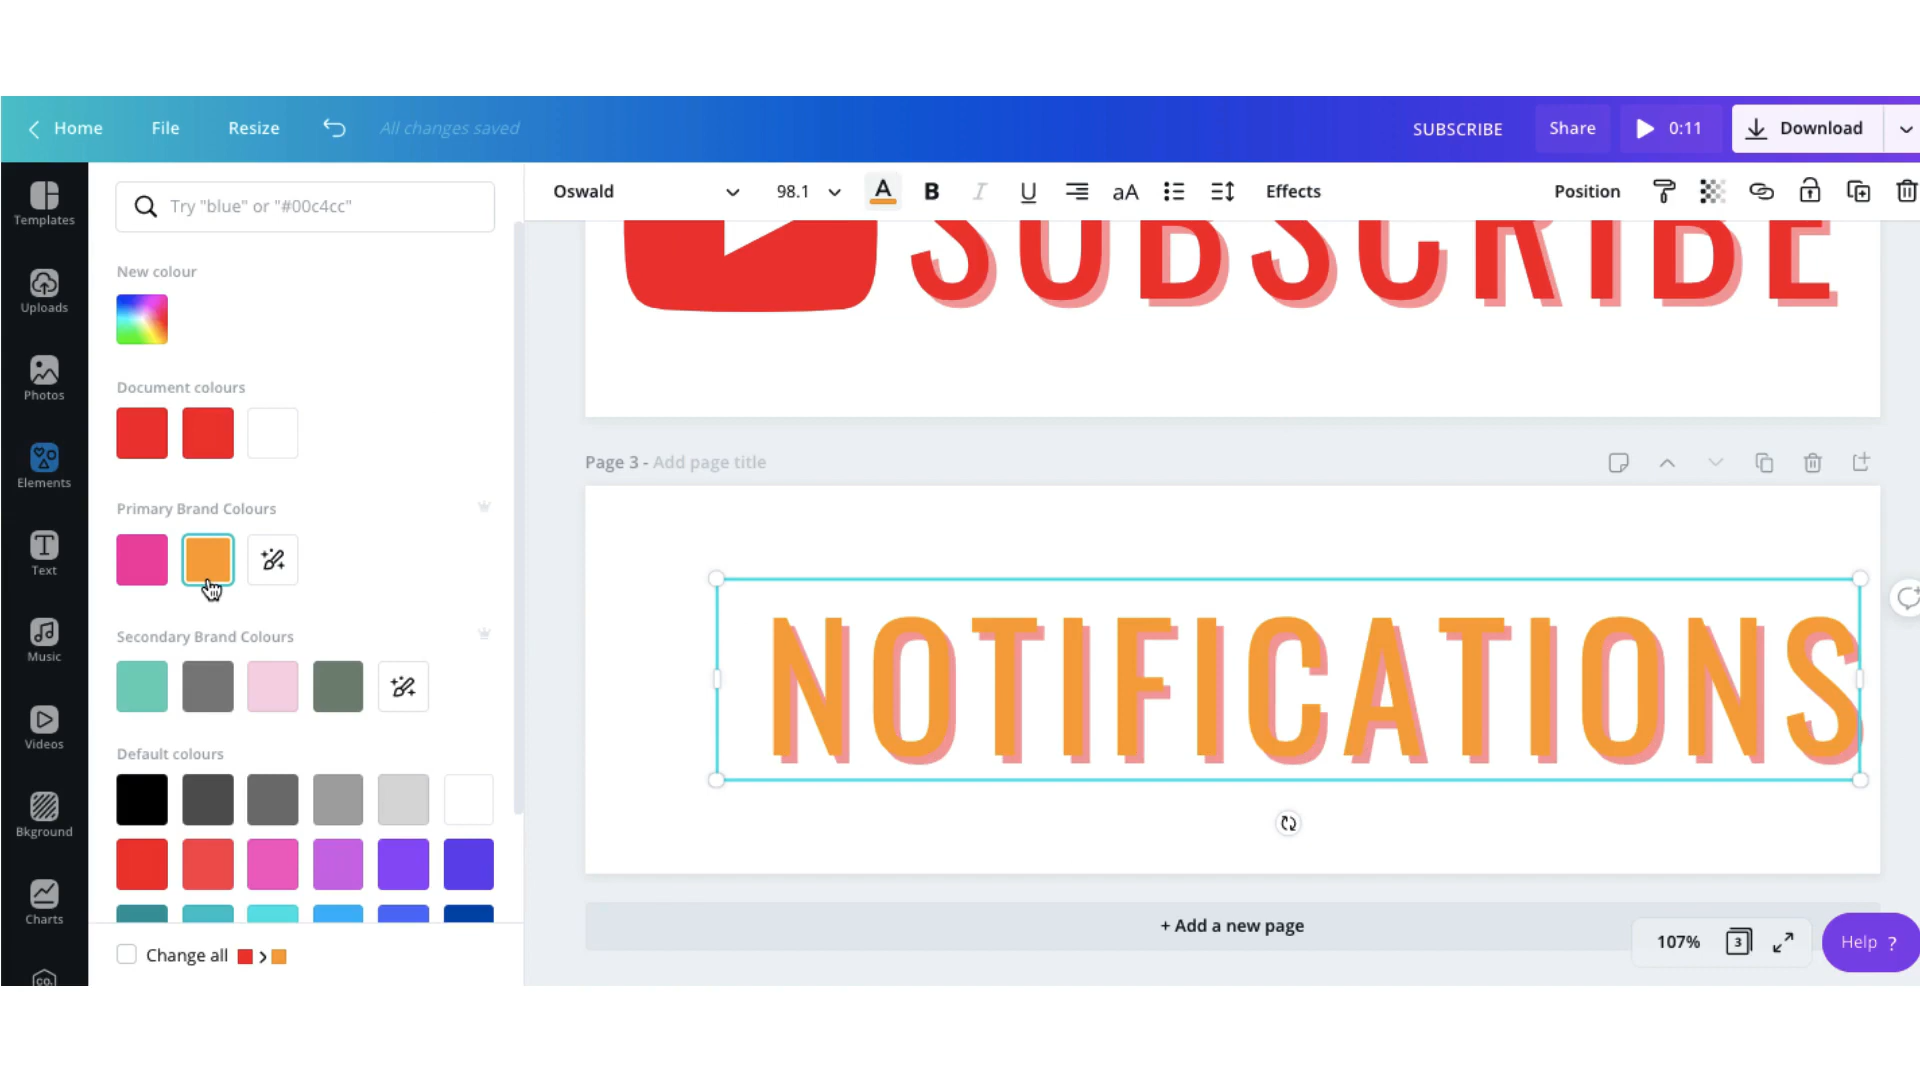 Home File Resize All changes saved SUBSCRIBE Share 0:11 Download
Templates
Uploads
Photos
Elements
Text
Music
Videos
Bkground
Charts
CO.
Try "blue" or "#00c4cc"
New colour
Document colours
Primary Brand Colours
Secondary Brand Colours
Default colours
Change all
Oswald 98.1 A B I U aA Effects Position
SUBSCRIBE
Page 3 - Add page title
NOTIFICATIONS
+ Add a new page
107% 3 Help ?